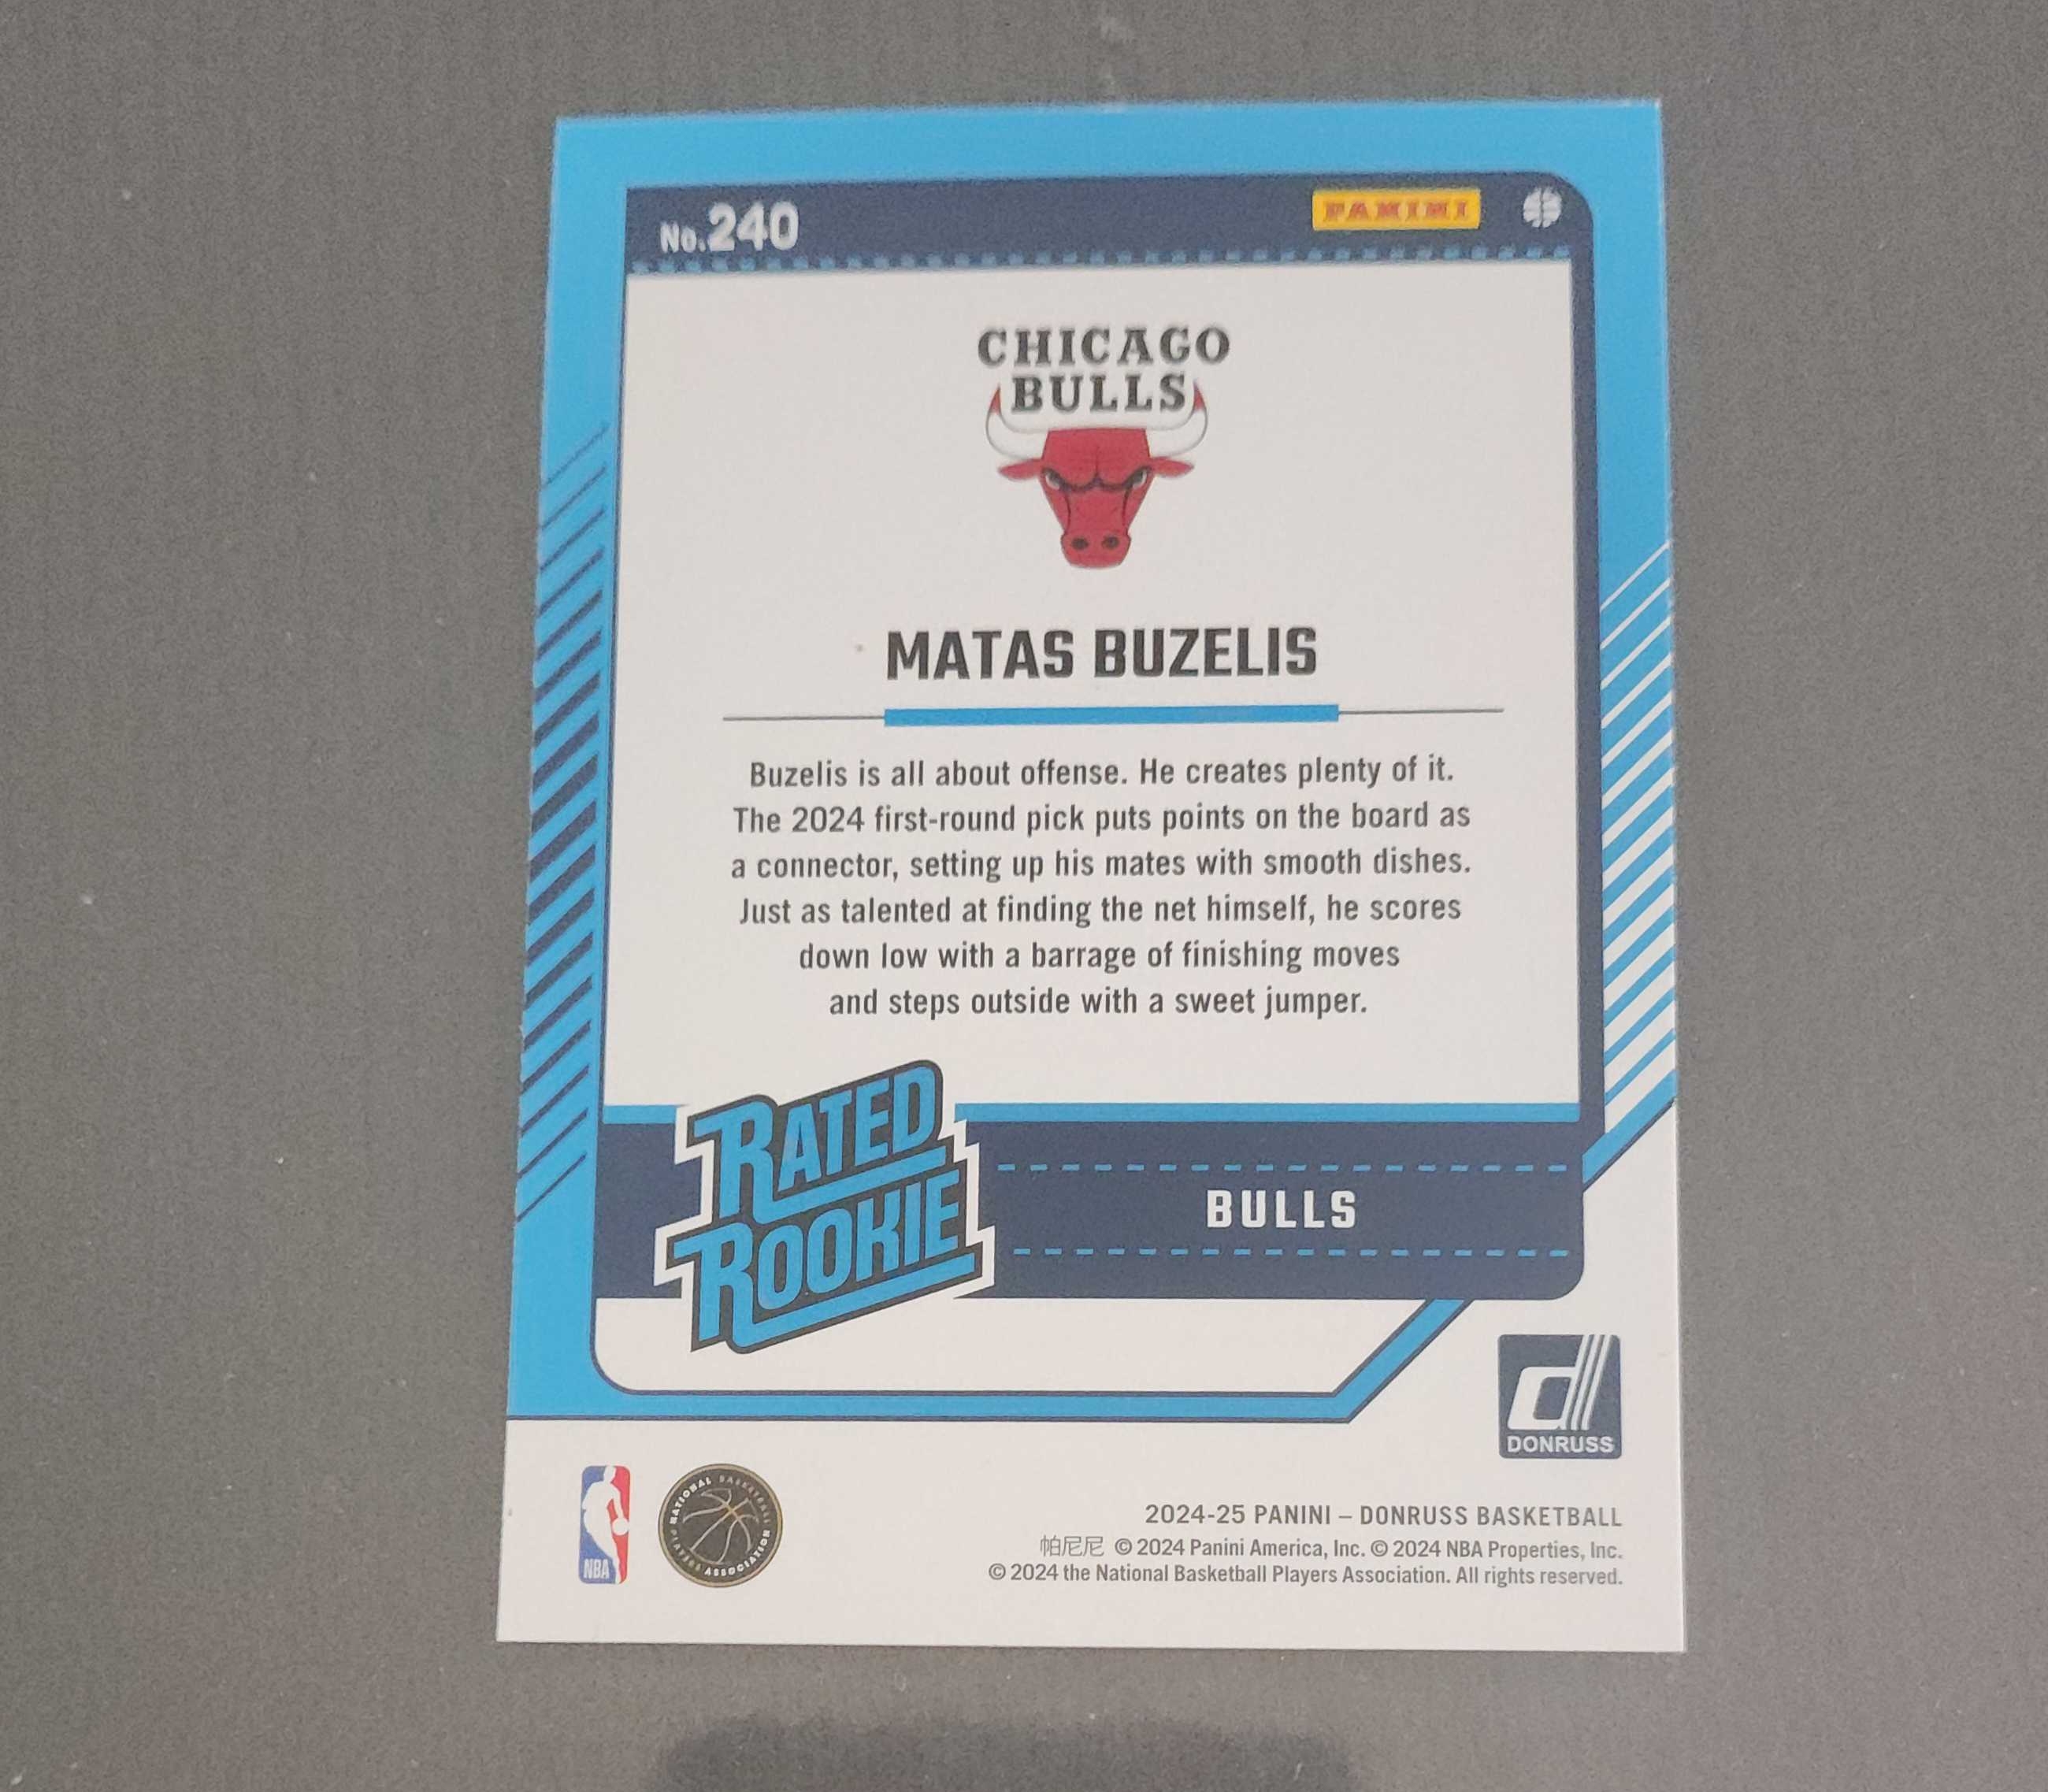 No.240
PANINI
CHICAGO
BULLS
MATAS BUZELIS
Buzelis is all about offense. He creates plenty of it.
The 2024 first-round pick puts points on the board as
a connector, setting up his mates with smooth dishes.
Just as talented at finding the net himself, he scores
down low with a barrage of finishing moves
and steps outside with a sweet jumper.
RATED
ROOKIE
BULLS
DONRUSS
NBA
NATIONAL BASKETBALL PLAYERS ASSOCIATION
2024-25 PANINI – DONRUSS BASKETBALL
帕尼尼 © 2024 Panini America, Inc. © 2024 NBA Properties, Inc.
© 2024 the National Basketball Players Association. All rights reserved.